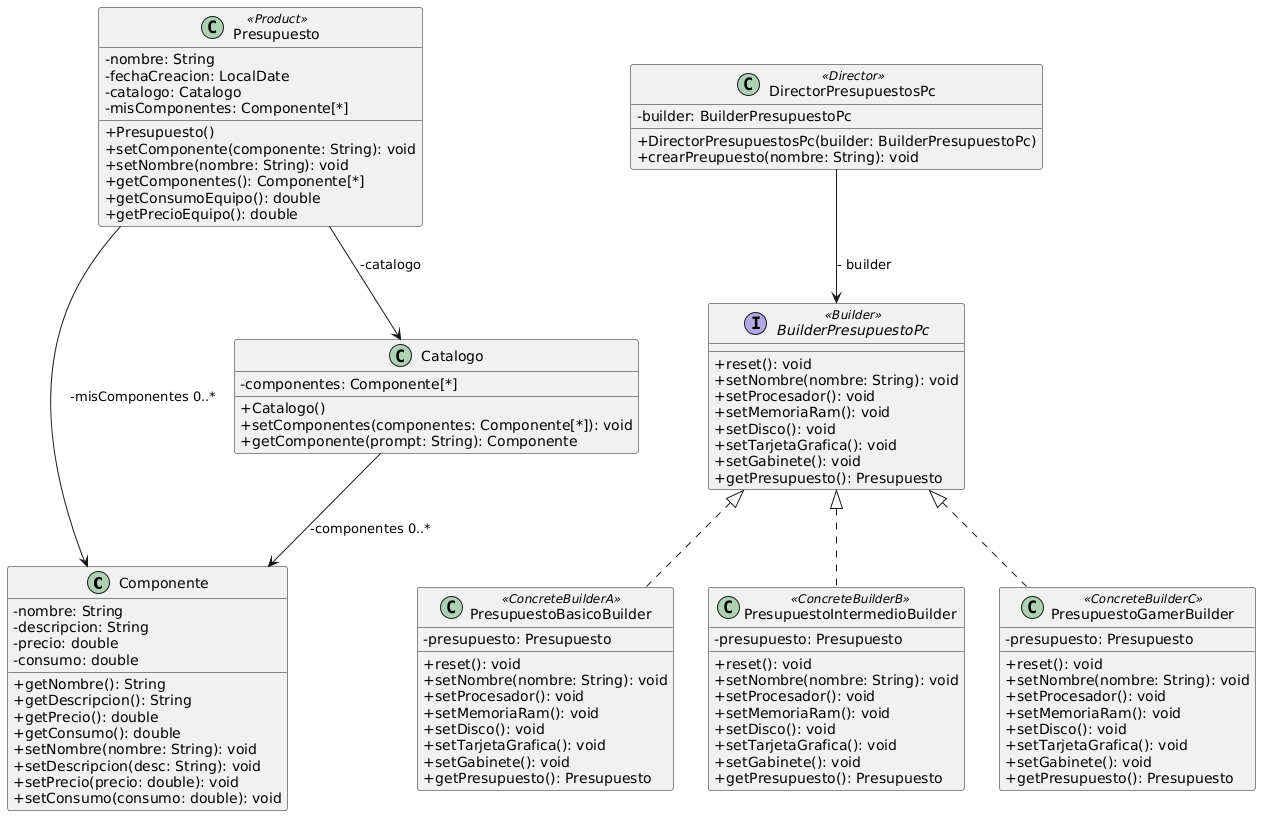 «Product»
C Presupuesto
-nombre: String
-fechaCreacion: LocalDate
-catalogo: Catalogo
-misComponentes: Componente[*]
+Presupuesto()
+setComponente(componente: String): void
+setNombre(nombre: String): void
+getComponentes(): Componente[*]
+getConsumoEquipo(): double
+getPrecioEquipo(): double
«Director»
C DirectorPresupuestosPc
-builder: BuilderPresupuestoPc
+DirectorPresupuestosPc(builder: BuilderPresupuestoPc)
+crearPreupuesto(nombre: String): void
-catalogo
- builder
-misComponentes 0..*
C Catalogo
-componentes: Componente[*]
+Catalogo()
+setComponentes(componentes: Componente[*]): void
+getComponente(prompt: String): Componente
«Builder»
I BuilderPresupuestoPc
+reset(): void
+setNombre(nombre: String): void
+setProcesador(): void
+setMemoriaRam(): void
+setDisco(): void
+setTarjetaGrafica(): void
+setGabinete(): void
+getPresupuesto(): Presupuesto
-componentes 0..*
C Componente
-nombre: String
-descripcion: String
-precio: double
-consumo: double
+getNombre(): String
+getDescripcion(): String
+getPrecio(): double
+getConsumo(): double
+setNombre(nombre: String): void
+setDescripcion(desc: String): void
+setPrecio(precio: double): void
+setConsumo(consumo: double): void
«ConcreteBuilderA»
C PresupuestoBasicoBuilder
-presupuesto: Presupuesto
+reset(): void
+setNombre(nombre: String): void
+setProcesador(): void
+setMemoriaRam(): void
+setDisco(): void
+setTarjetaGrafica(): void
+setGabinete(): void
+getPresupuesto(): Presupuesto
«ConcreteBuilderB»
C PresupuestoIntermedioBuilder
-presupuesto: Presupuesto
+reset(): void
+setNombre(nombre: String): void
+setProcesador(): void
+setMemoriaRam(): void
+setDisco(): void
+setTarjetaGrafica(): void
+setGabinete(): void
+getPresupuesto(): Presupuesto
«ConcreteBuilderC»
C PresupuestoGamerBuilder
-presupuesto: Presupuesto
+reset(): void
+setNombre(nombre: String): void
+setProcesador(): void
+setMemoriaRam(): void
+setDisco(): void
+setTarjetaGrafica(): void
+setGabinete(): void
+getPresupuesto(): Presupuesto